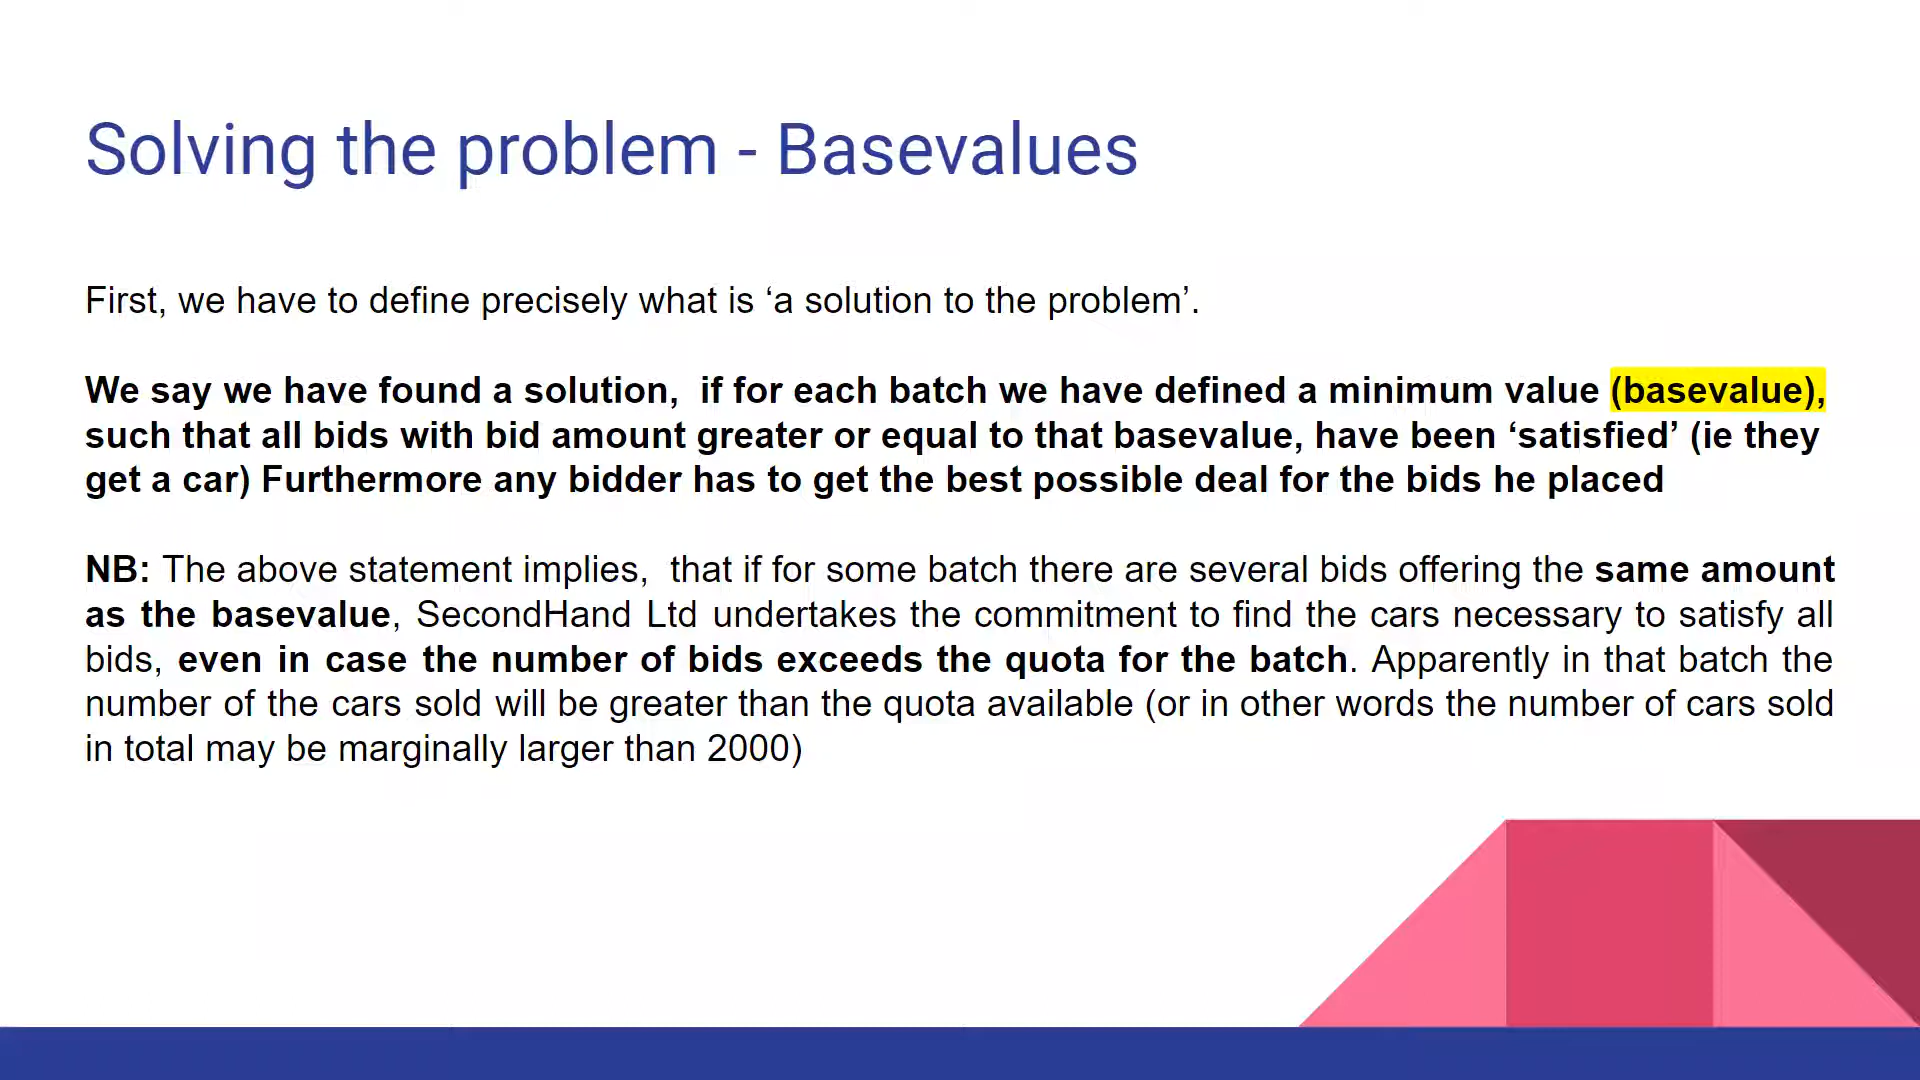 Solving the problem - Basevalues
First, we have to define precisely what is ‘a solution to the problem’.
We say we have found a solution,  if for each batch we have defined a minimum value (basevalue),
such that all bids with bid amount greater or equal to that basevalue, have been ‘satisfied’ (ie they
get a car) Furthermore any bidder has to get the best possible deal for the bids he placed
NB: The above statement implies,  that if for some batch there are several bids offering the same amount
as the basevalue, SecondHand Ltd undertakes the commitment to find the cars necessary to satisfy all
bids, even in case the number of bids exceeds the quota for the batch. Apparently in that batch the
number of the cars sold will be greater than the quota available (or in other words the number of cars sold
in total may be marginally larger than 2000)